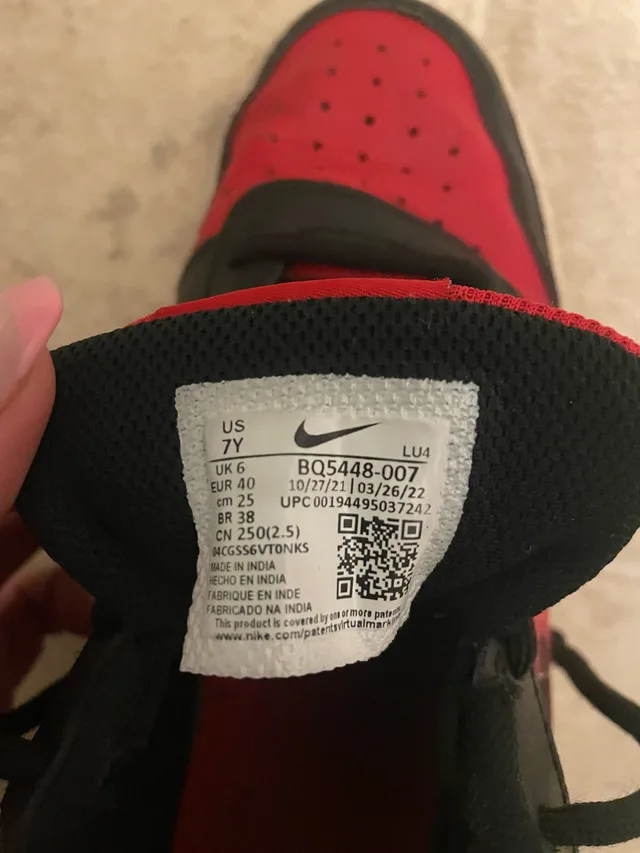 US
7Y
LU4
UK 6
BQ5448-007
EUR 40
10/27/21 | 03/26/22
cm 25
UPC 00194495037242
BR 38
CN 250(2.5)
04CGSS6VT0NKS
MADE IN INDIA
HECHO EN INDIA
FABRIQUE EN INDE
FABRICADO NA INDIA
This product is covered by one or more patents
www.nike.com/patentsvirtualmarking